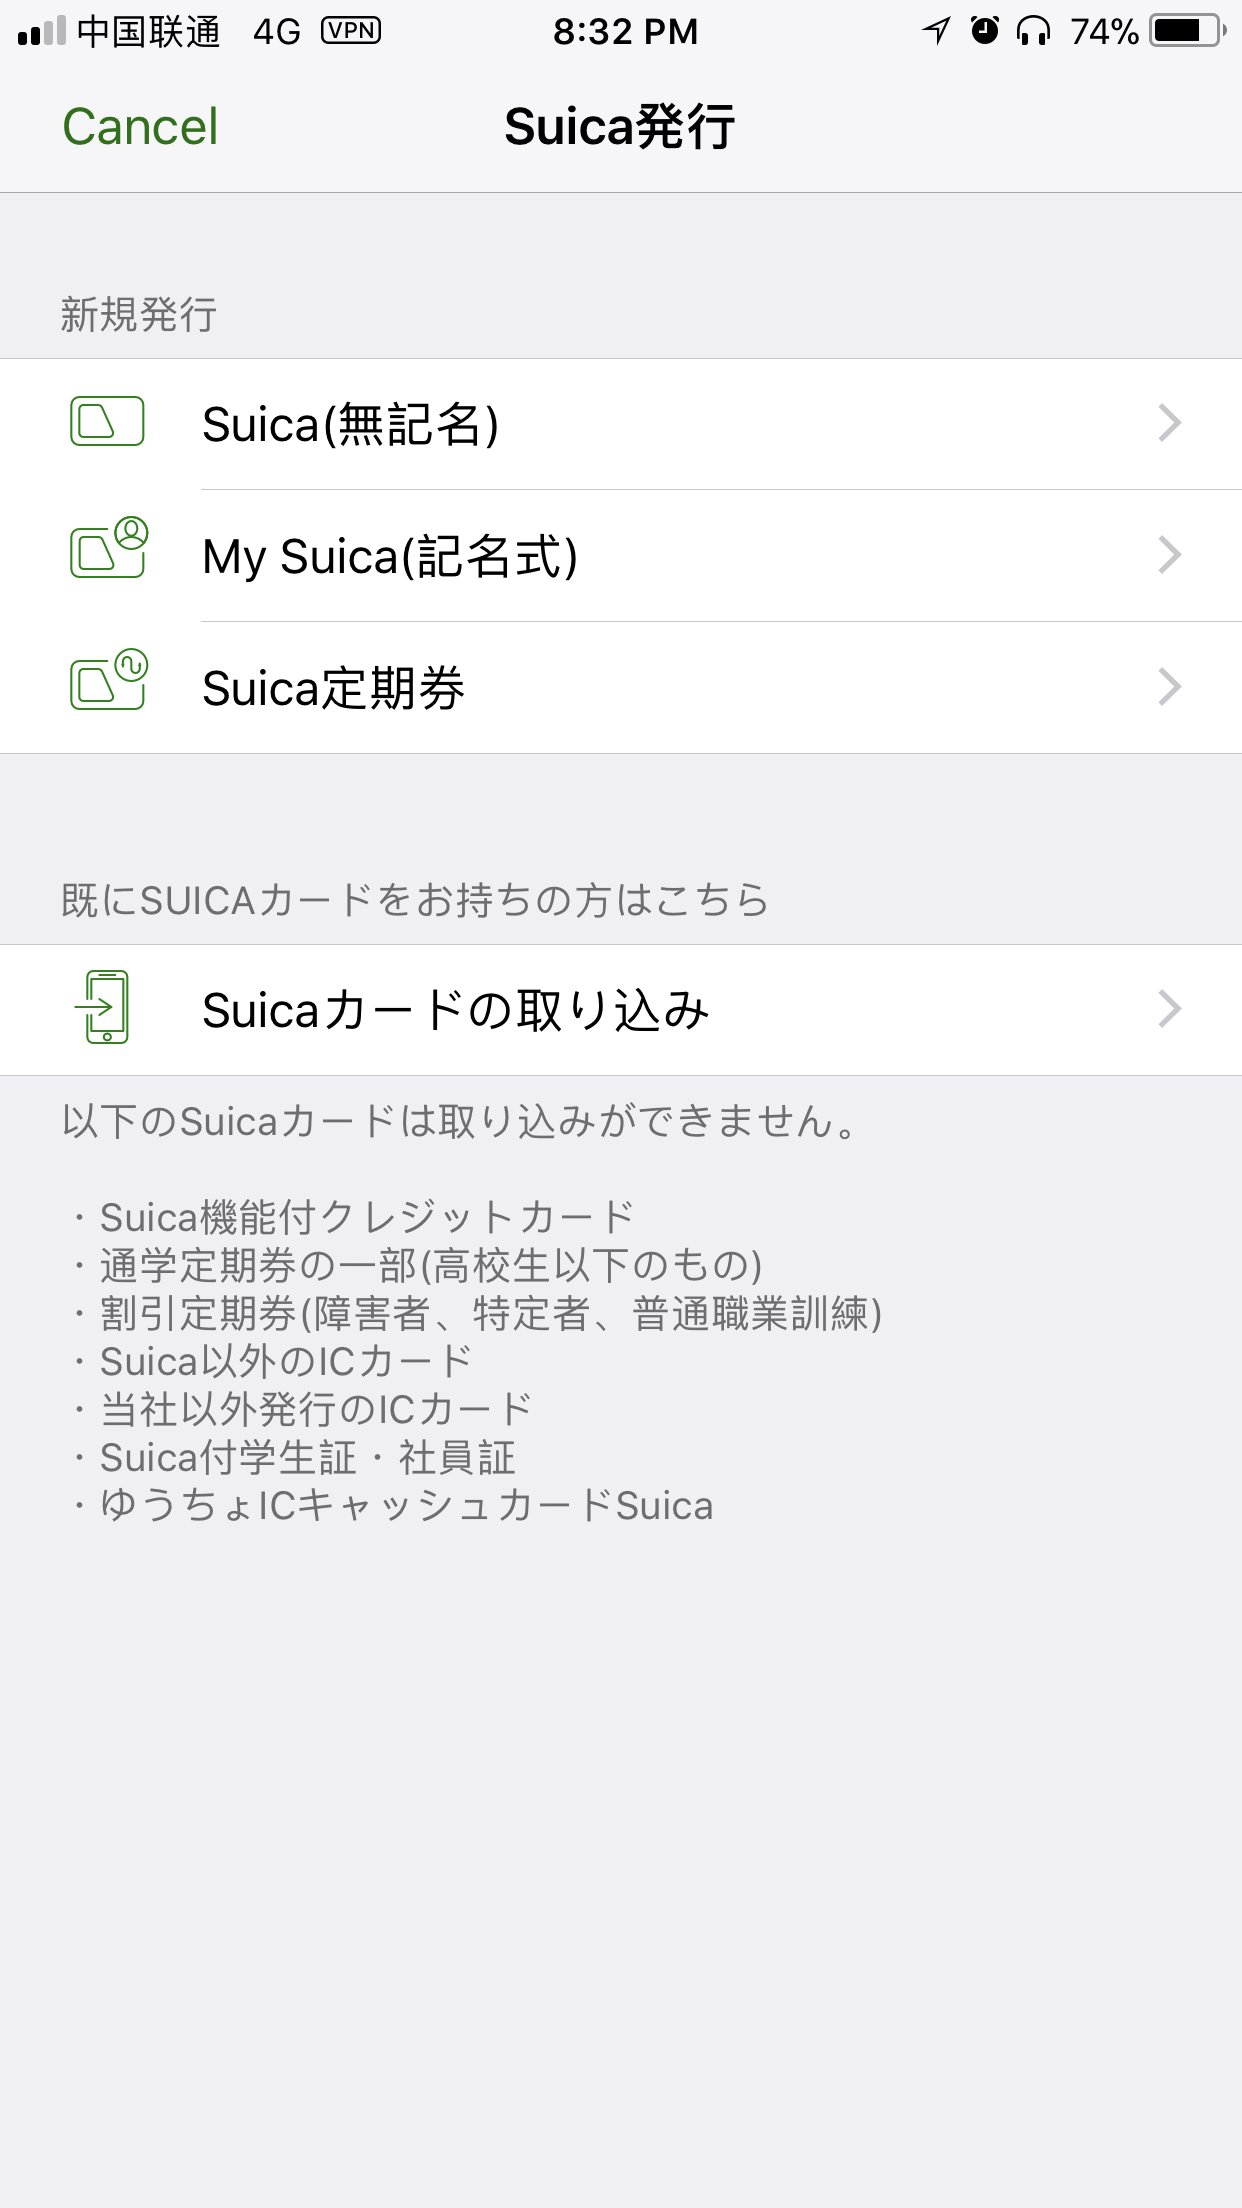 中国联通 4G VPN 8:32 PM 74%
Cancel Suica発行
新規発行
Suica(無記名)
My Suica(記名式)
Suica定期券
既にSUICAカードをお持ちの方はこちら
Suicaカードの取り込み
以下のSuicaカードは取り込みができません。
・Suica機能付クレジットカード
・通学定期券の一部(高校生以下のもの)
・割引定期券(障害者、特定者、普通職業訓練)
・Suica以外のICカード
・当社以外発行のICカード
・Suica付学生証・社員証
・ゆうちょICキャッシュカードSuica